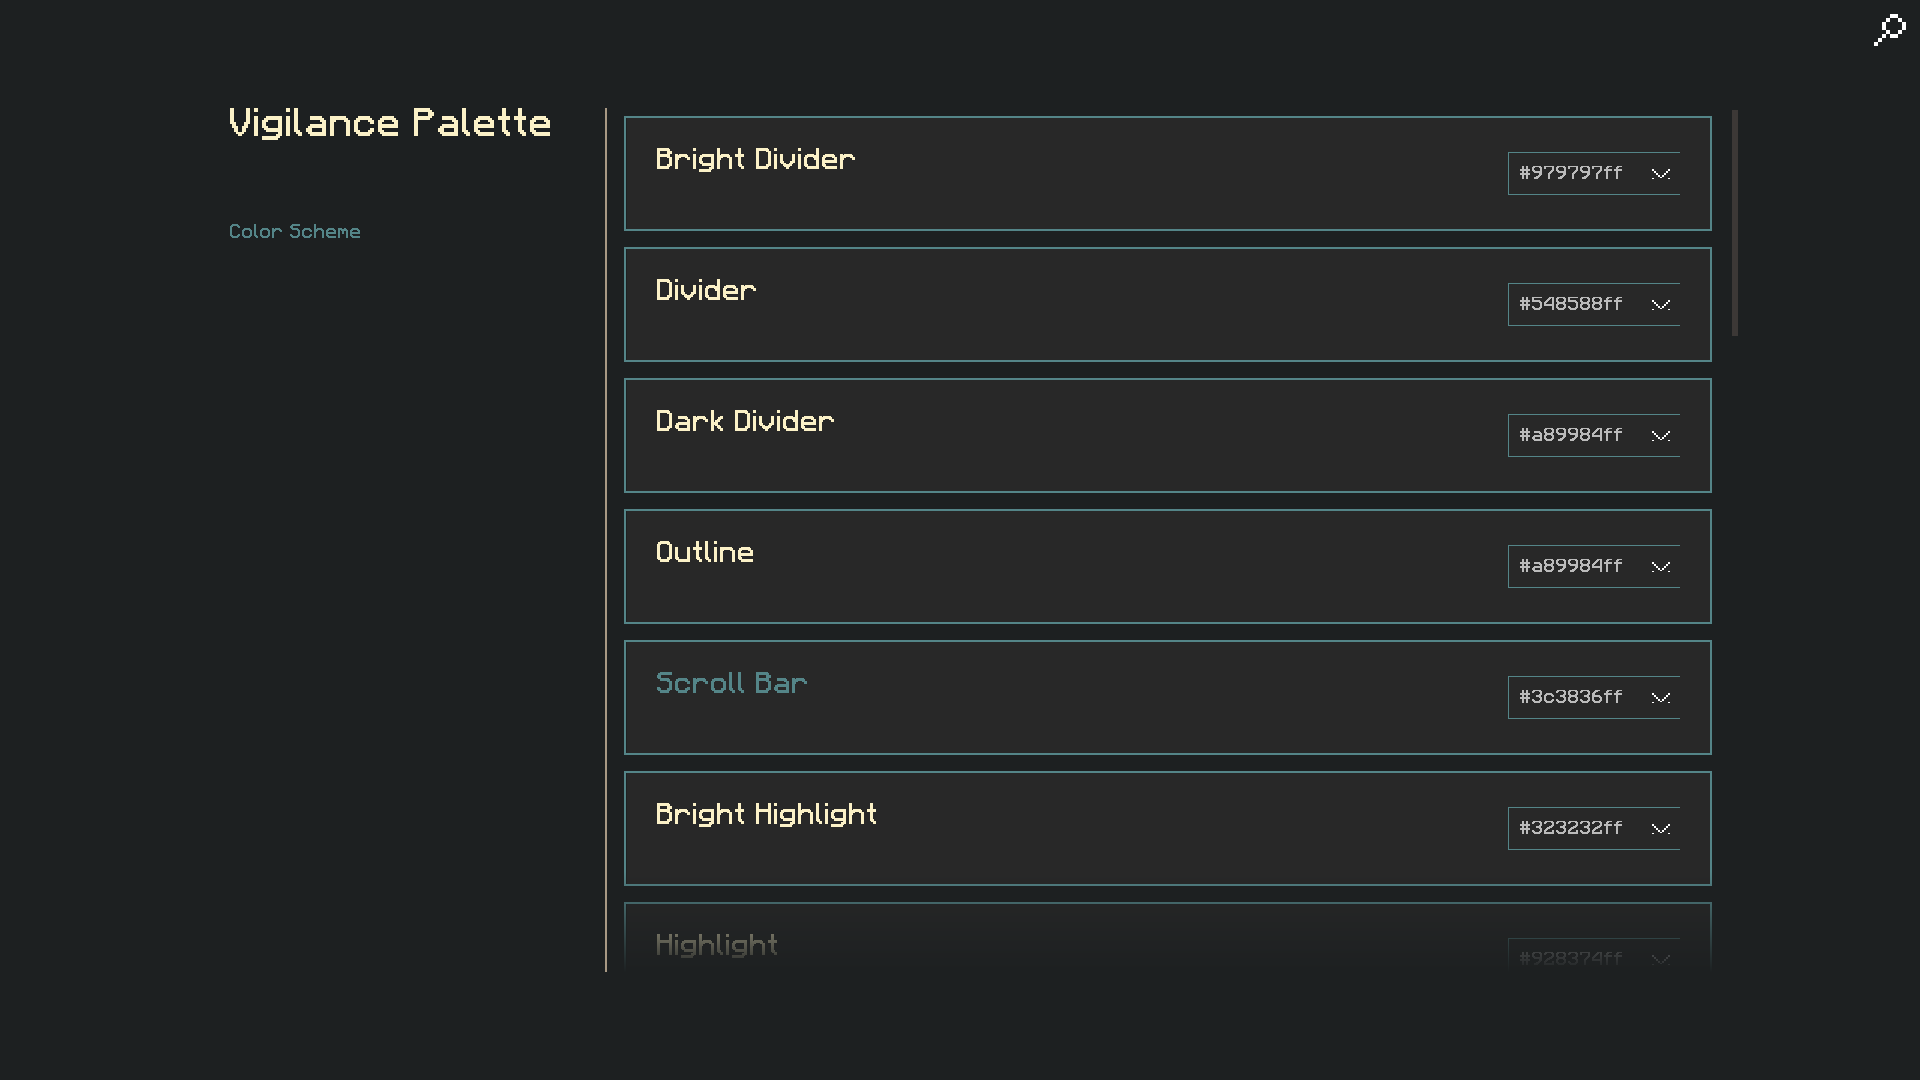 Vigilance Palette
Color Scheme
Bright Divider
#979797ff
Divider
#548588ff
Dark Divider
#a89984ff
Outline
#a89984ff
Scroll Bar
#3c3836ff
Bright Highlight
#323232ff
Highlight
#928374ff